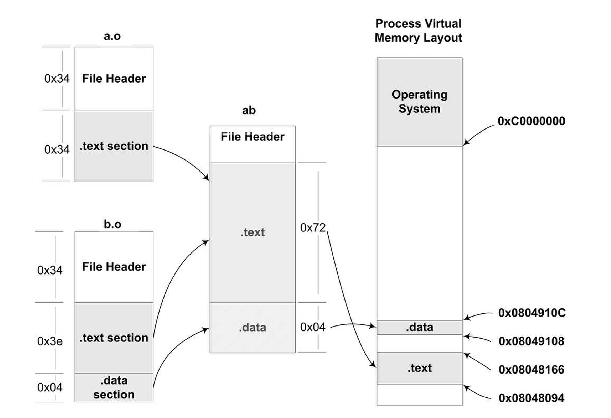 Process Virtual
Memory Layout
a.o
0x34
File Header
0x34
.text section
ab
File Header
.text
0x72
.data
0x04
b.o
0x34
File Header
0x3e
.text section
0x04
.data
section
Operating
System
0xC0000000
0x0804910C
.data
0x08049108
0x08048166
.text
0x08048094